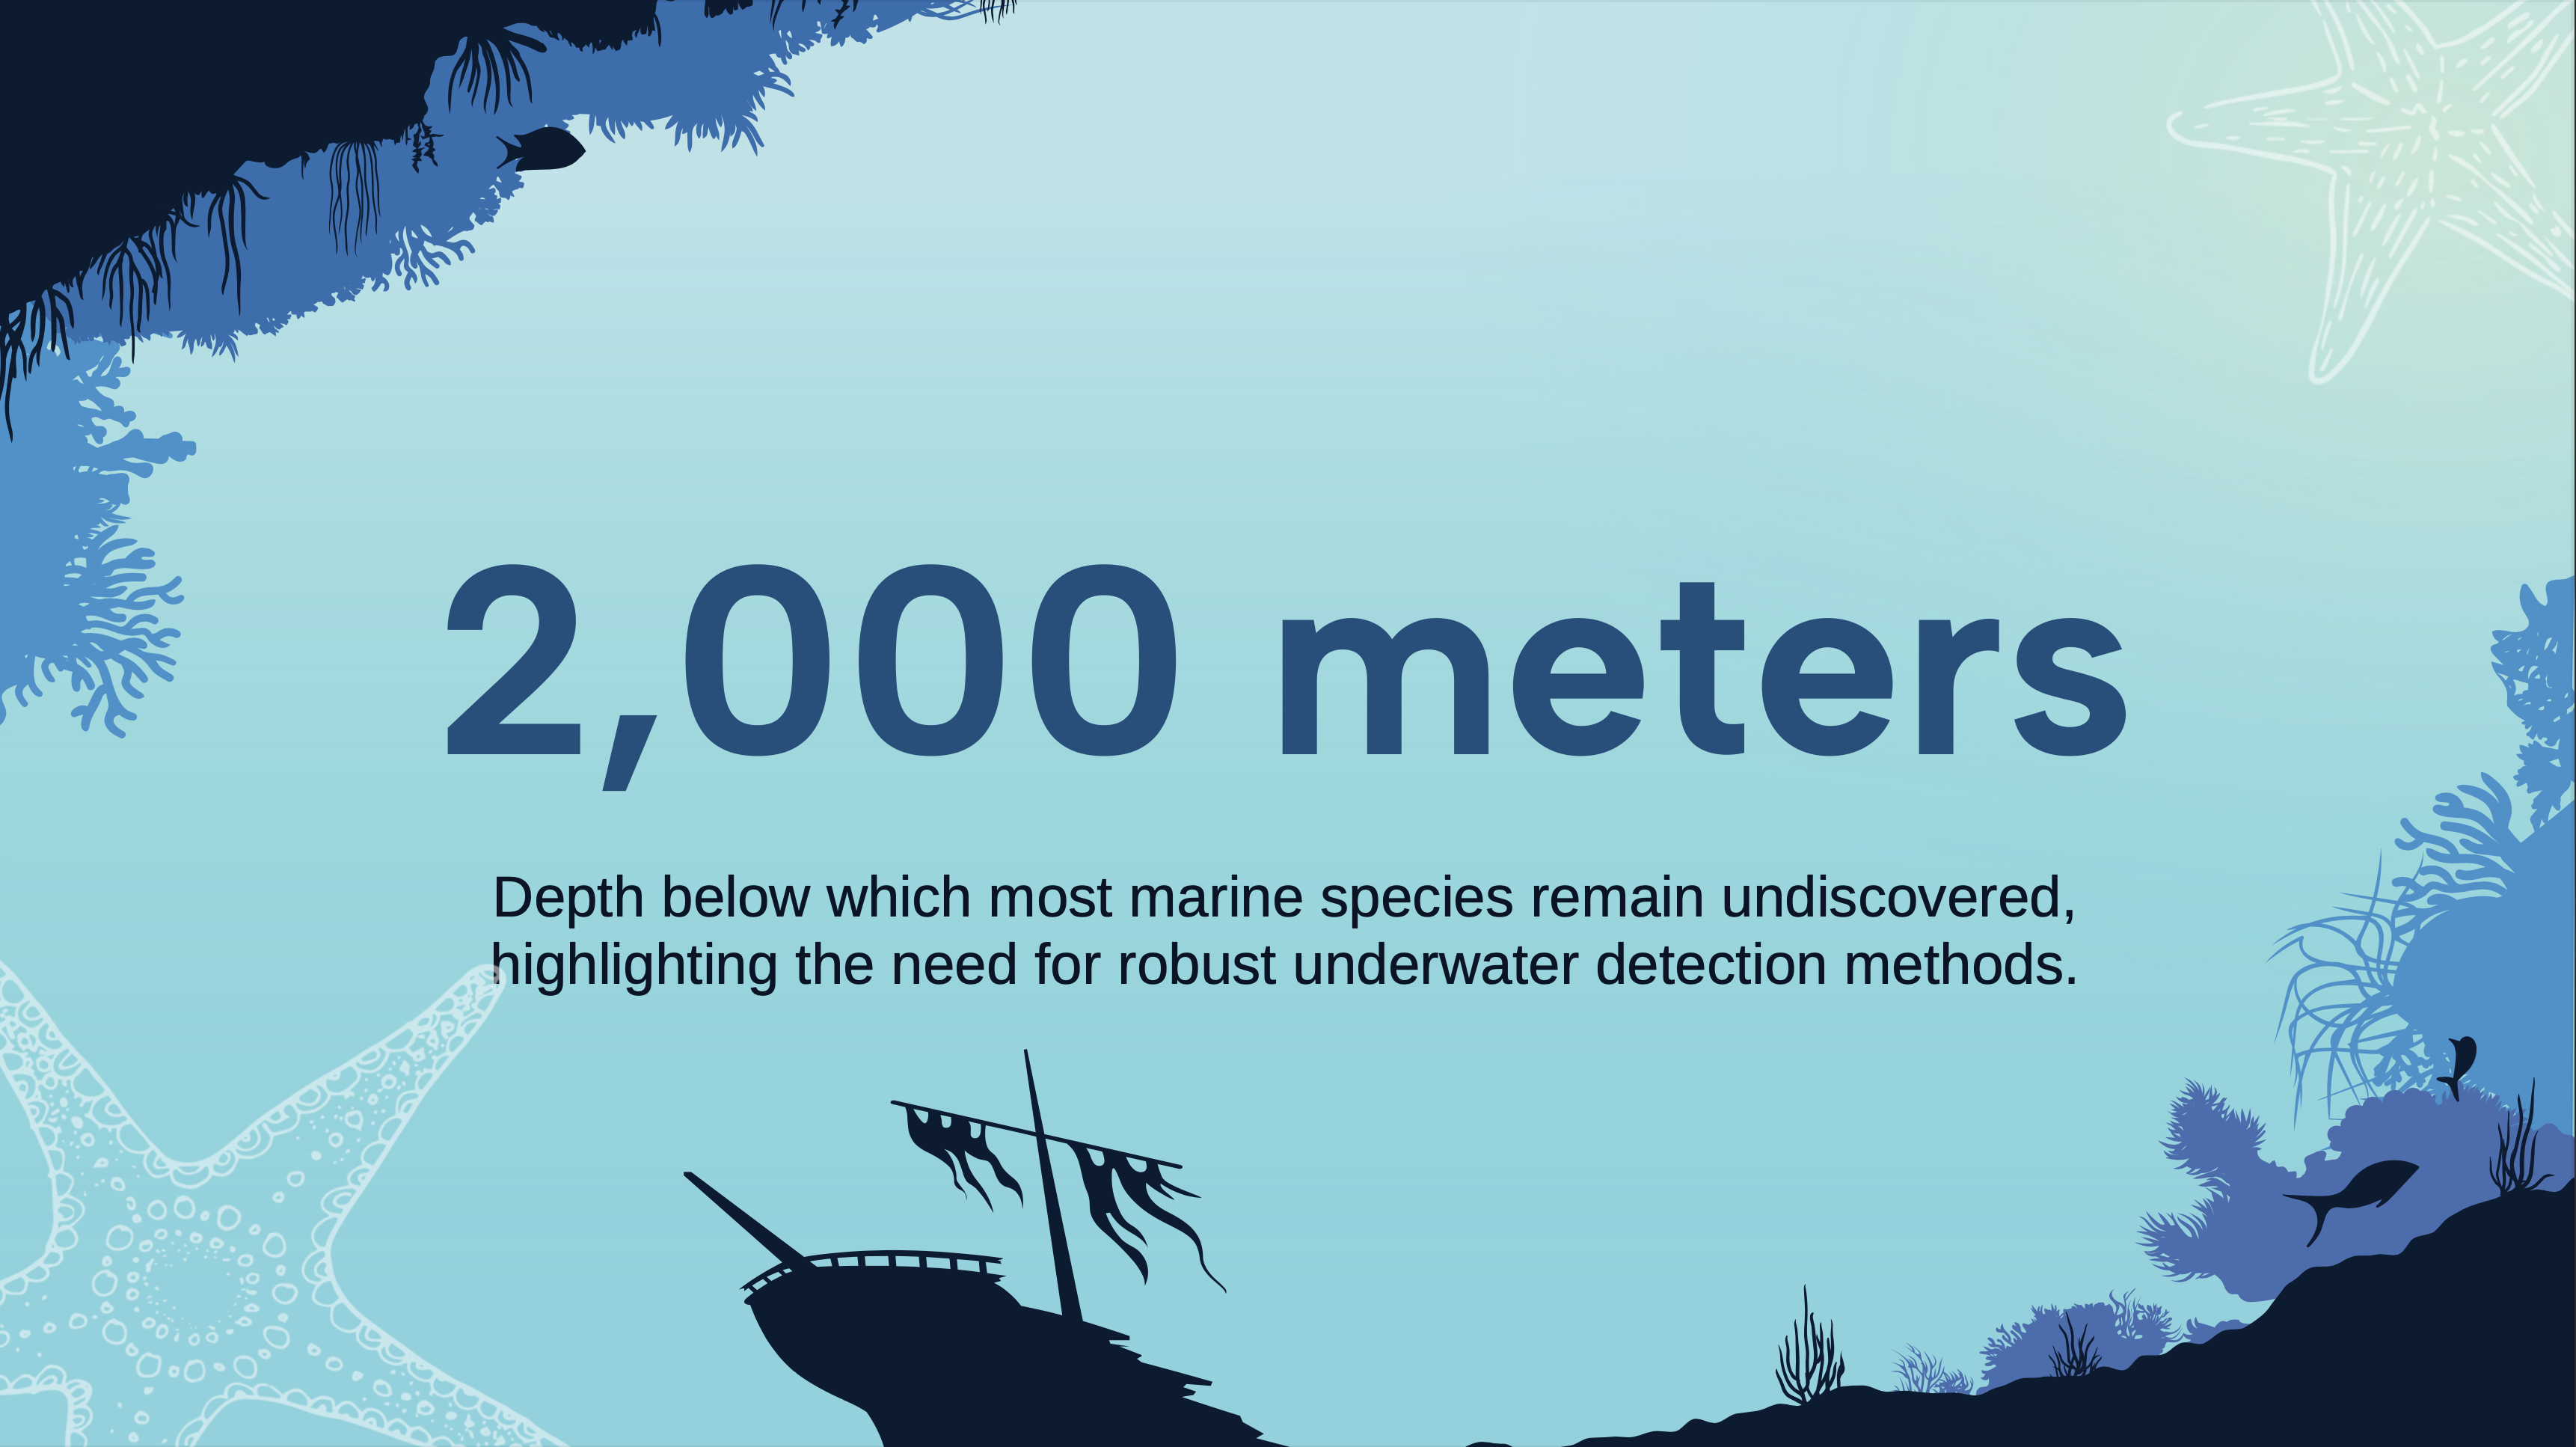 2,000 meters
Depth below which most marine species remain undiscovered,
highlighting the need for robust underwater detection methods.